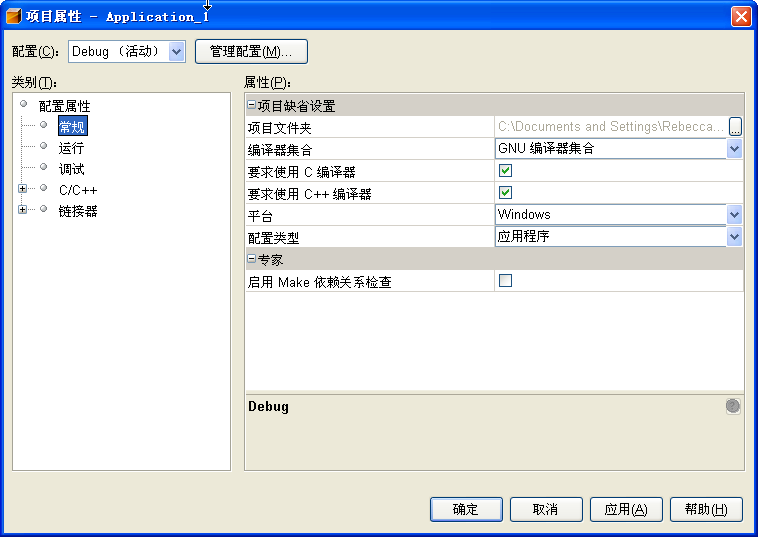 项目属性 - Application_1
配置(C): Debug （活动） 管理配置(M)...
类别(T):
配置属性
常规
运行
调试
C/C++
链接器
属性(P):
项目缺省设置
项目文件夹 C:\Documents and Settings\Rebecca... ...
编译器集合 GNU 编译器集合
要求使用 C 编译器
要求使用 C++ 编译器
平台 Windows
配置类型 应用程序
专家
启用 Make 依赖关系检查
Debug
?
确定 取消 应用(A) 帮助(H)